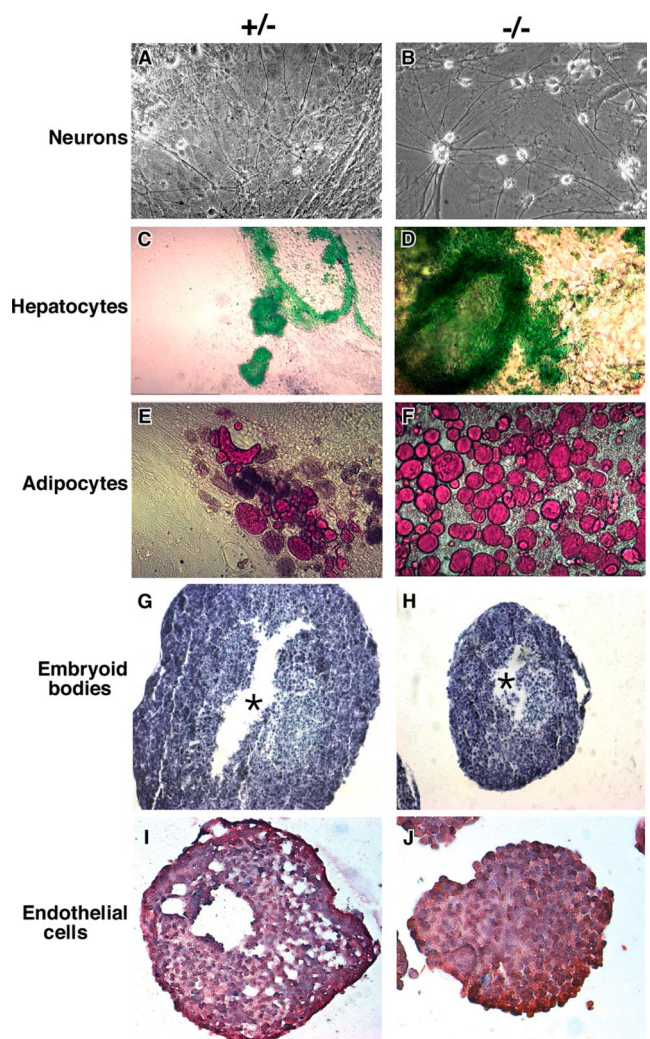 +/-
-/-
A
B
Neurons
C
D
Hepatocytes
E
F
Adipocytes
G
H
Embryoid
bodies
*
*
I
J
Endothelial
cells